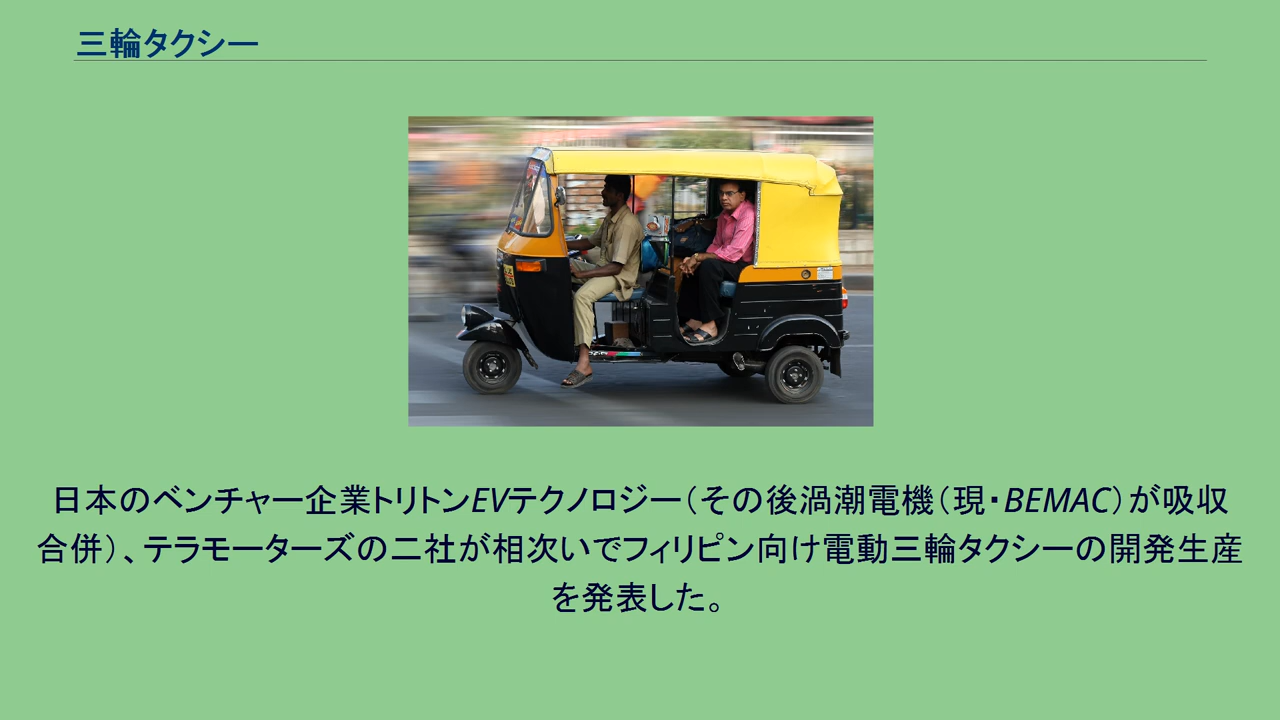 三輪タクシー
日本のベンチャー企業トリトンEVテクノロジー（その後渦潮電機（現・BEMAC）が吸収
合併）、テラモーターズの二社が相次いでフィリピン向け電動三輪タクシーの開発生産
を発表した。